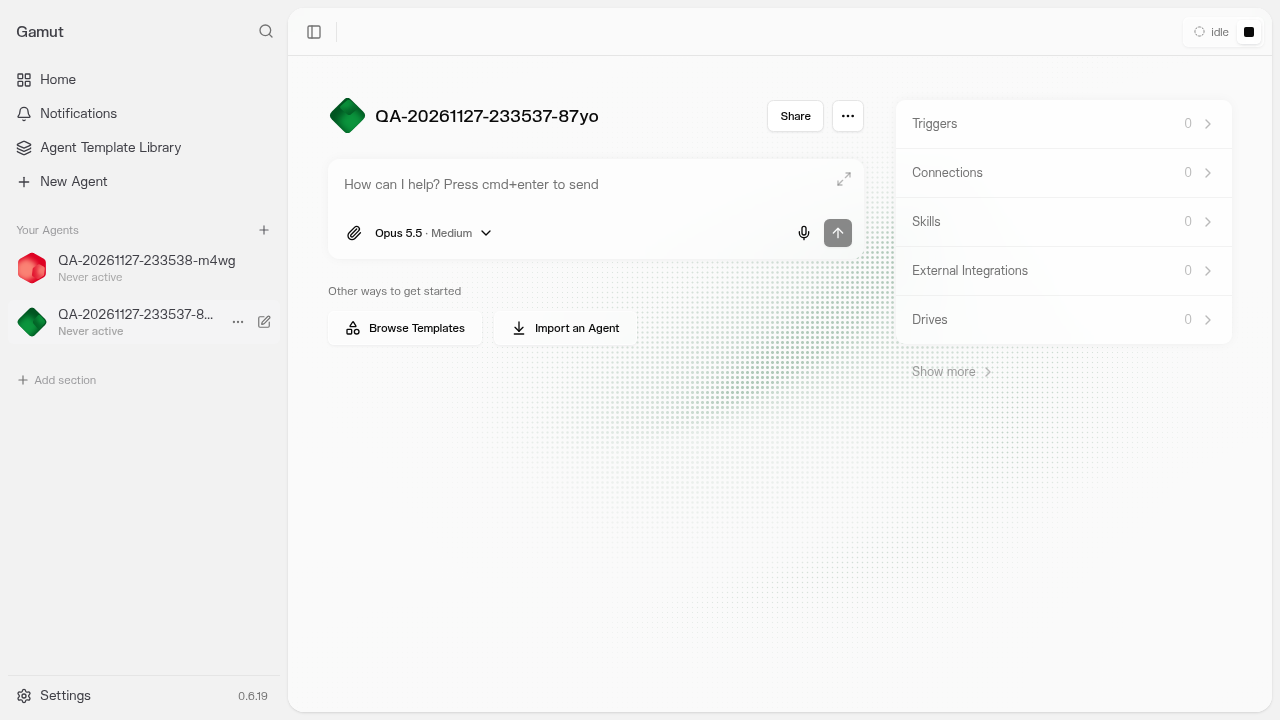 Gamut
Home
Notifications
Agent Template Library
New Agent
Your Agents
QA-20261127-233538-m4wg
Never active
QA-20261127-233537-8...
Never active
Add section
Settings
0.6.19
idle
QA-20261127-233537-87yo
Share
How can I help? Press cmd+enter to send
Opus 5.5 · Medium
Other ways to get started
Browse Templates
Import an Agent
Triggers 0
Connections 0
Skills 0
External Integrations 0
Drives 0
Show more